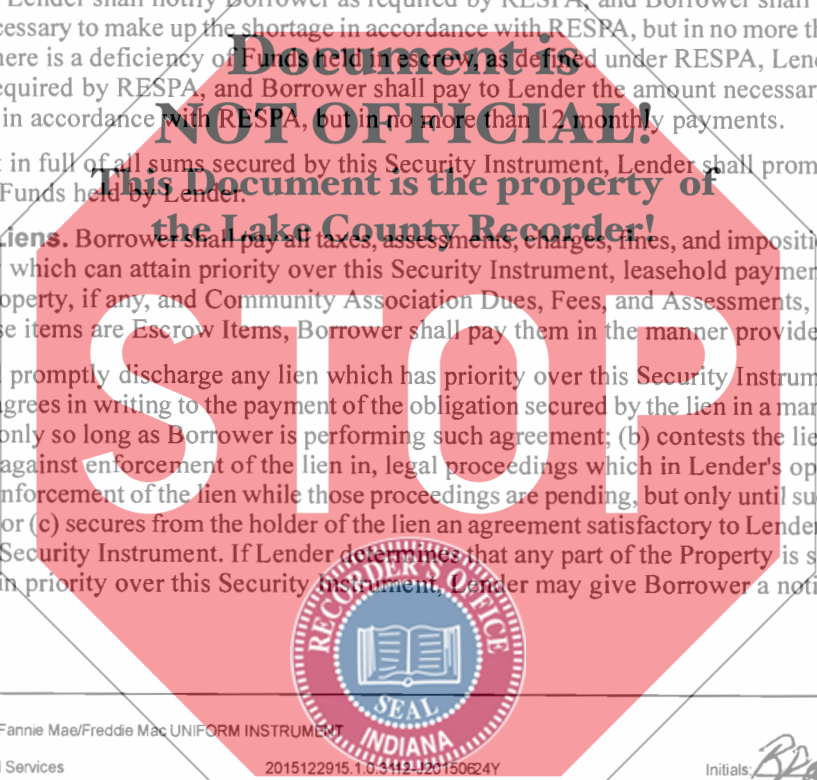 Lender shall notify Borrower as required by RESPA, and Borrower shall
cessary to make up the shortage in accordance with RESPA, but in no more th
Document is
here is a deficiency of Funds held in escrow, as defined under RESPA, Lend
equired by RESPA, and Borrower shall pay to Lender the amount necessary
NOT OFFICIAL!
in accordance with RESPA, but in no more than 12 monthly payments.
t in full of all sums secured by this Security Instrument, Lender shall prom
This Document is the property of
Funds held by Lender.
the Lake County Recorder!
iens. Borrower shall pay all taxes, assessments, charges, fines, and impositi
which can attain priority over this Security Instrument, leasehold paymen
operty, if any, and Community Association Dues, Fees, and Assessments,
se items are Escrow Items, Borrower shall pay them in the manner provide
STOP
promptly discharge any lien which has priority over this Security Instrum
agrees in writing to the payment of the obligation secured by the lien in a man
only so long as Borrower is performing such agreement; (b) contests the lie
against enforcement of the lien in, legal proceedings which in Lender's op
nforcement of the lien while those proceedings are pending, but only until su
or (c) secures from the holder of the lien an agreement satisfactory to Lender
Security Instrument. If Lender determines that any part of the Property is s
in priority over this Security Instrument, Lender may give Borrower a noti
RECORDER'S OFFICE
SEAL
INDIANA
Fannie Mae/Freddie Mac UNIFORM INSTRUMENT
Services
2015122915.1.0.3112-J20150624Y
Initials: